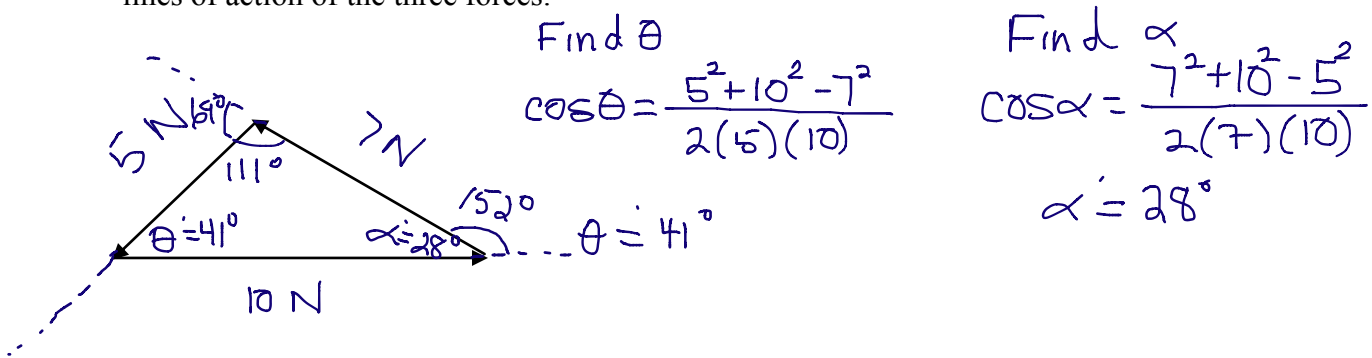 lines of action of the three forces.
Find θ
cosθ = (5²+10²-7²)/(2(5)(10))
θ ≐ 41°
Find α
cosα = (7²+10²-5²)/(2(7)(10))
α ≐ 28°
5 N
69°
111°
7N
152°
θ≐41°
α≐28°
10 N